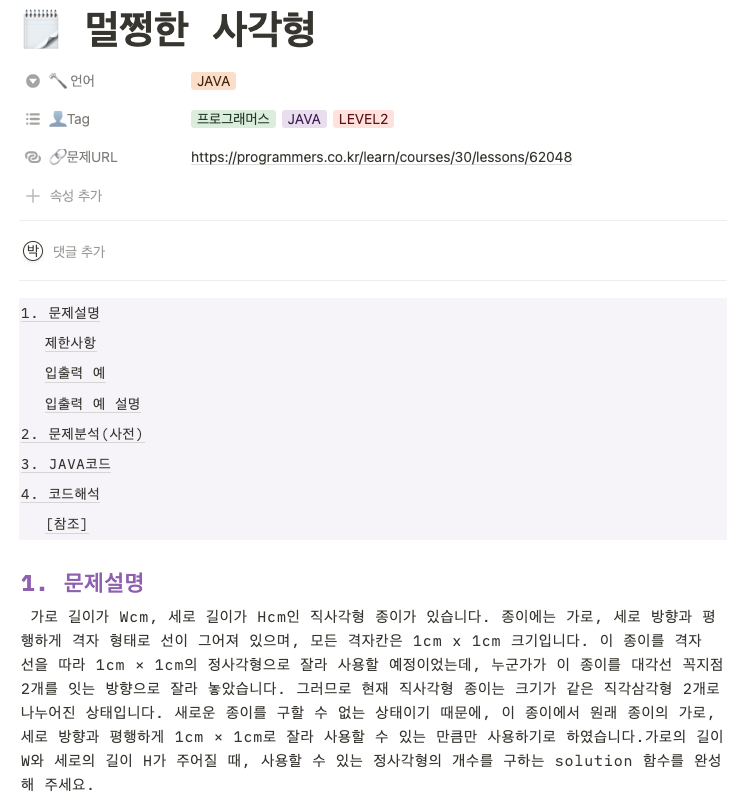 멀쩡한 사각형
언어 JAVA
Tag 프로그래머스 JAVA LEVEL2
문제URL https://programmers.co.kr/learn/courses/30/lessons/62048
속성 추가
박 댓글 추가
1. 문제설명
제한사항
입출력 예
입출력 예 설명
2. 문제분석(사전)
3. JAVA코드
4. 코드해석
[참조]
1. 문제설명
가로 길이가 Wcm, 세로 길이가 Hcm인 직사각형 종이가 있습니다. 종이에는 가로, 세로 방향과 평
행하게 격자 형태로 선이 그어져 있으며, 모든 격자칸은 1cm x 1cm 크기입니다. 이 종이를 격자
선을 따라 1cm × 1cm의 정사각형으로 잘라 사용할 예정이었는데, 누군가가 이 종이를 대각선 꼭지점
2개를 잇는 방향으로 잘라 놓았습니다. 그러므로 현재 직사각형 종이는 크기가 같은 직각삼각형 2개로
나누어진 상태입니다. 새로운 종이를 구할 수 없는 상태이기 때문에, 이 종이에서 원래 종이의 가로,
세로 방향과 평행하게 1cm × 1cm로 잘라 사용할 수 있는 만큼만 사용하기로 하였습니다.가로의 길이
W와 세로의 길이 H가 주어질 때, 사용할 수 있는 정사각형의 개수를 구하는 solution 함수를 완성
해 주세요.